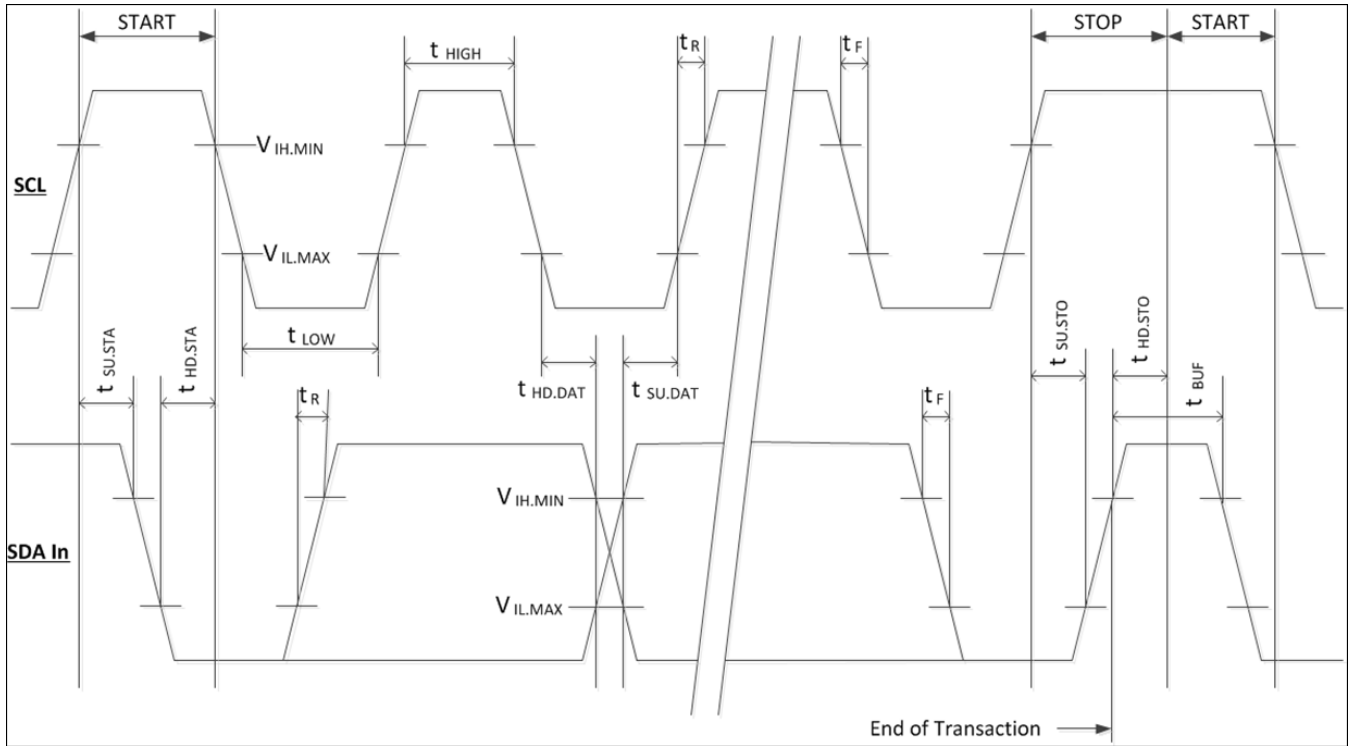 START
STOP
START
t HIGH
t R
t F
V IH.MIN
SCL
V IL.MAX
t SU.STA
t HD.STA
t LOW
t HD.DAT
t SU.DAT
t SU.STO
t HD.STO
t BUF
t R
t F
V IH.MIN
SDA In
V IL.MAX
End of Transaction